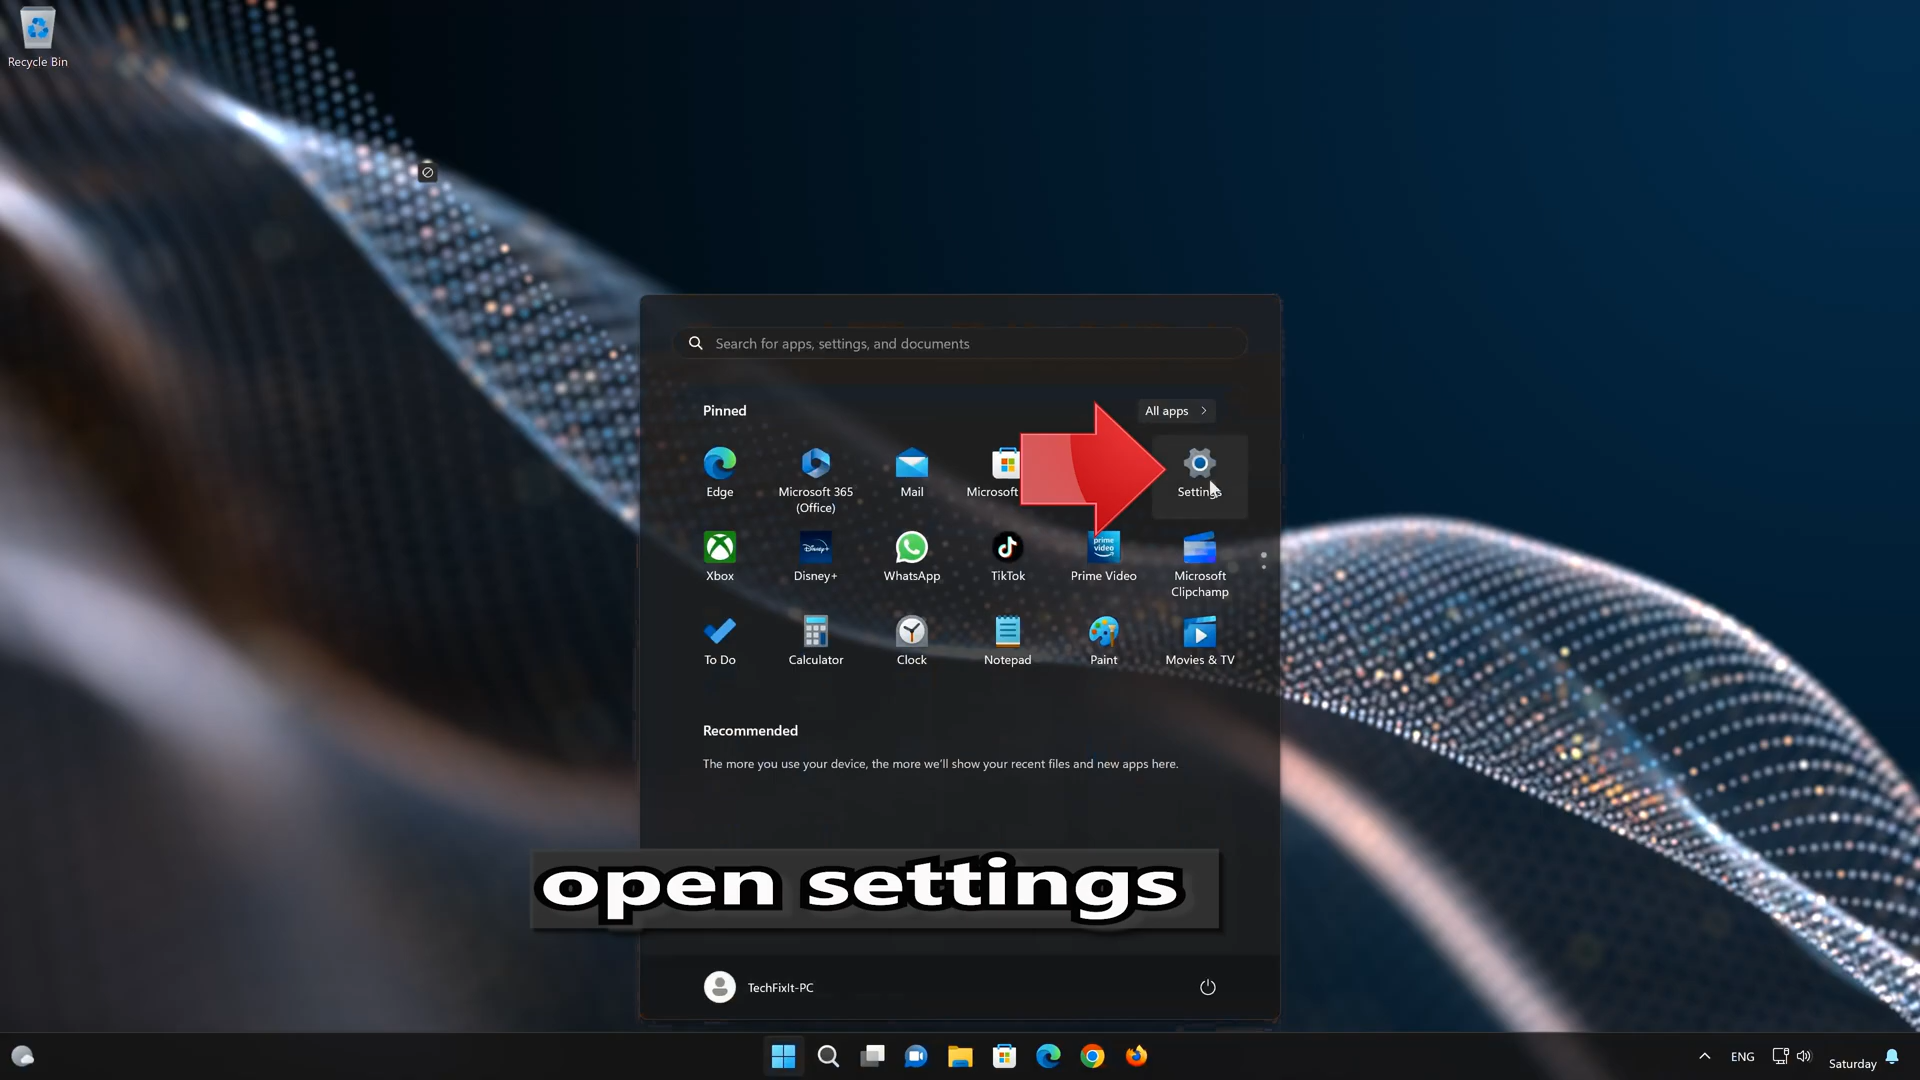 Recycle Bin
Search for apps, settings, and documents
Pinned
All apps
Edge
Microsoft 365
(Office)
Mail
Microsoft
Settings
Xbox
Disney+
WhatsApp
TikTok
prime
video
Prime Video
Microsoft
Clipchamp
To Do
Calculator
Clock
Notepad
Paint
Movies & TV
Recommended
The more you use your device, the more we'll show your recent files and new apps here.
open settings
TechFixIt-PC
ENG
Saturday